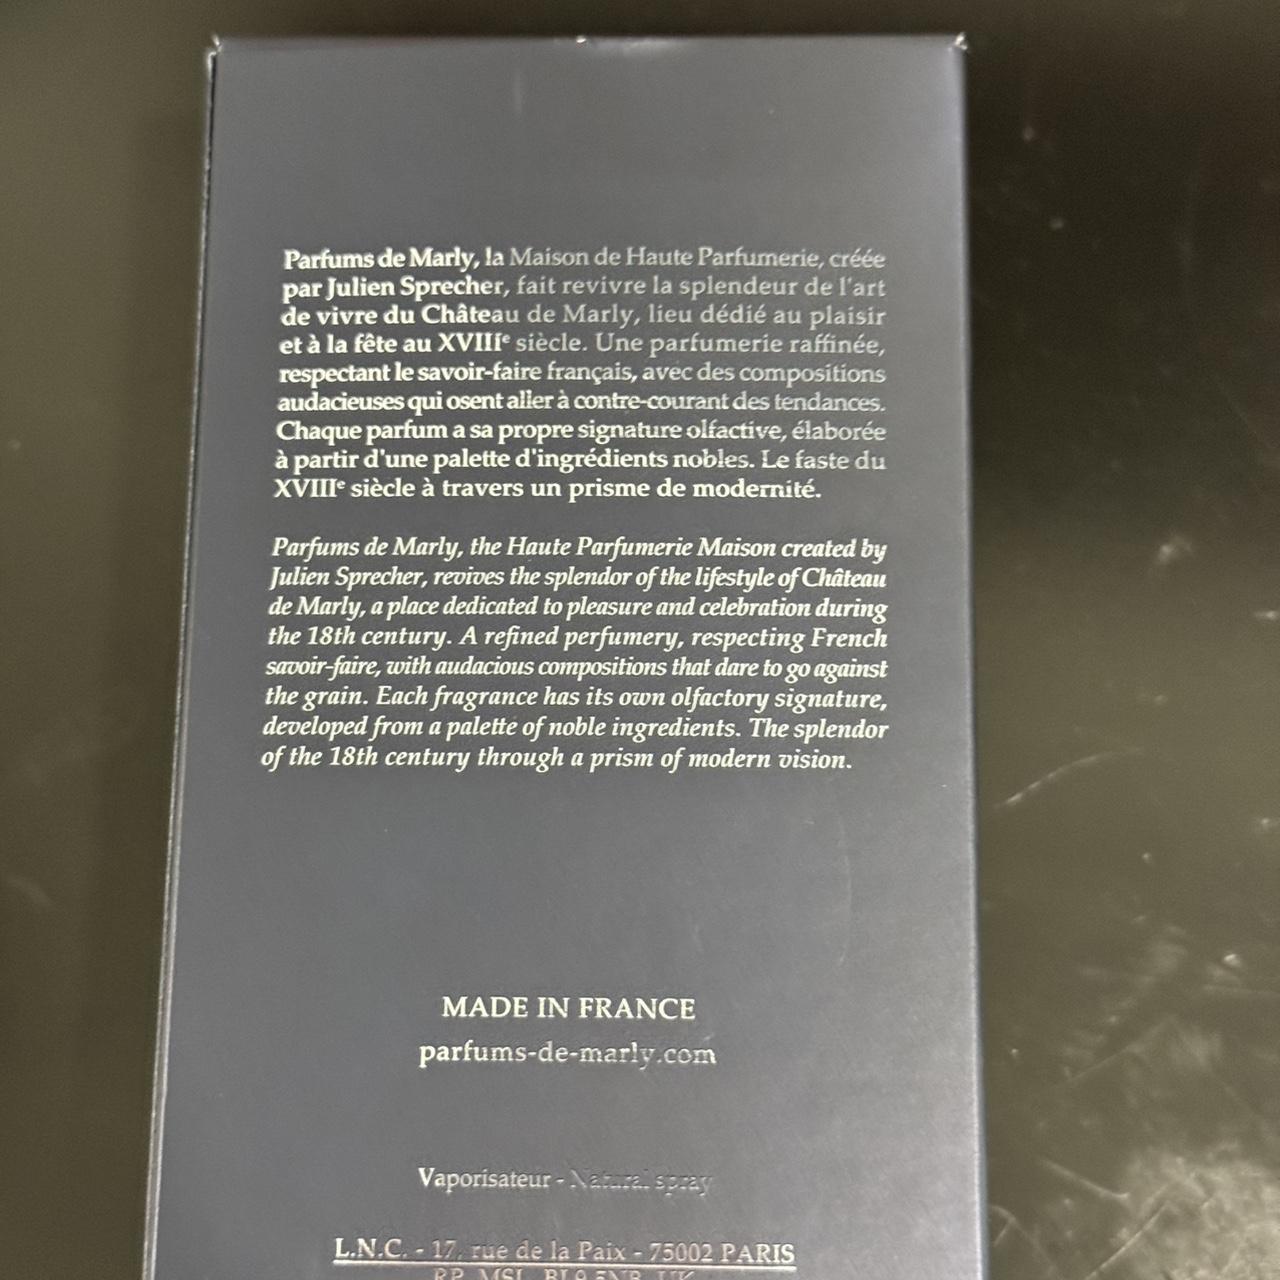 Parfums de Marly, la Maison de Haute Parfumerie, créée
par Julien Sprecher, fait revivre la splendeur de l'art
de vivre du Château de Marly, lieu dédié au plaisir
et à la fête au XVIIIe siècle. Une parfumerie raffinée,
respectant le savoir-faire français, avec des compositions
audacieuses qui osent aller à contre-courant des tendances.
Chaque parfum a sa propre signature olfactive, élaborée
à partir d'une palette d'ingrédients nobles. Le faste du
XVIIIe siècle à travers un prisme de modernité.
Parfums de Marly, the Haute Parfumerie Maison created by
Julien Sprecher, revives the splendor of the lifestyle of Château
de Marly, a place dedicated to pleasure and celebration during
the 18th century. A refined perfumery, respecting French
savoir-faire, with audacious compositions that dare to go against
the grain. Each fragrance has its own olfactory signature,
developed from a palette of noble ingredients. The splendor
of the 18th century through a prism of modern vision.
MADE IN FRANCE
parfums-de-marly.com
Vaporisateur - Natural spray
L.N.C. - 17, rue de la Paix - 75002 PARIS
RP, MSL, BL9 5NB, UK